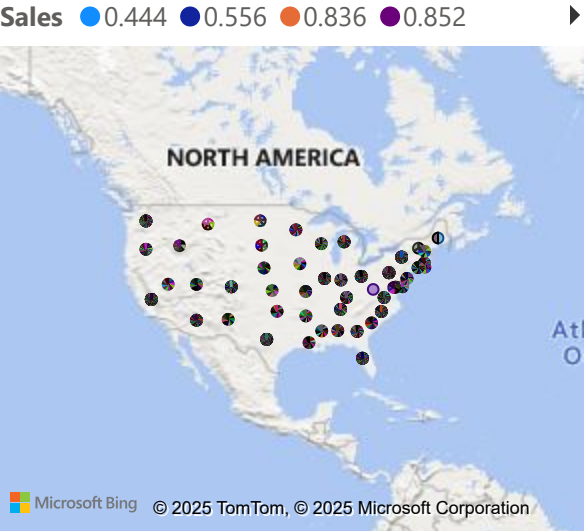 Sales 0.444 0.556 0.836 0.852
NORTH AMERICA
Atl
O
Microsoft Bing © 2025 TomTom, © 2025 Microsoft Corporation